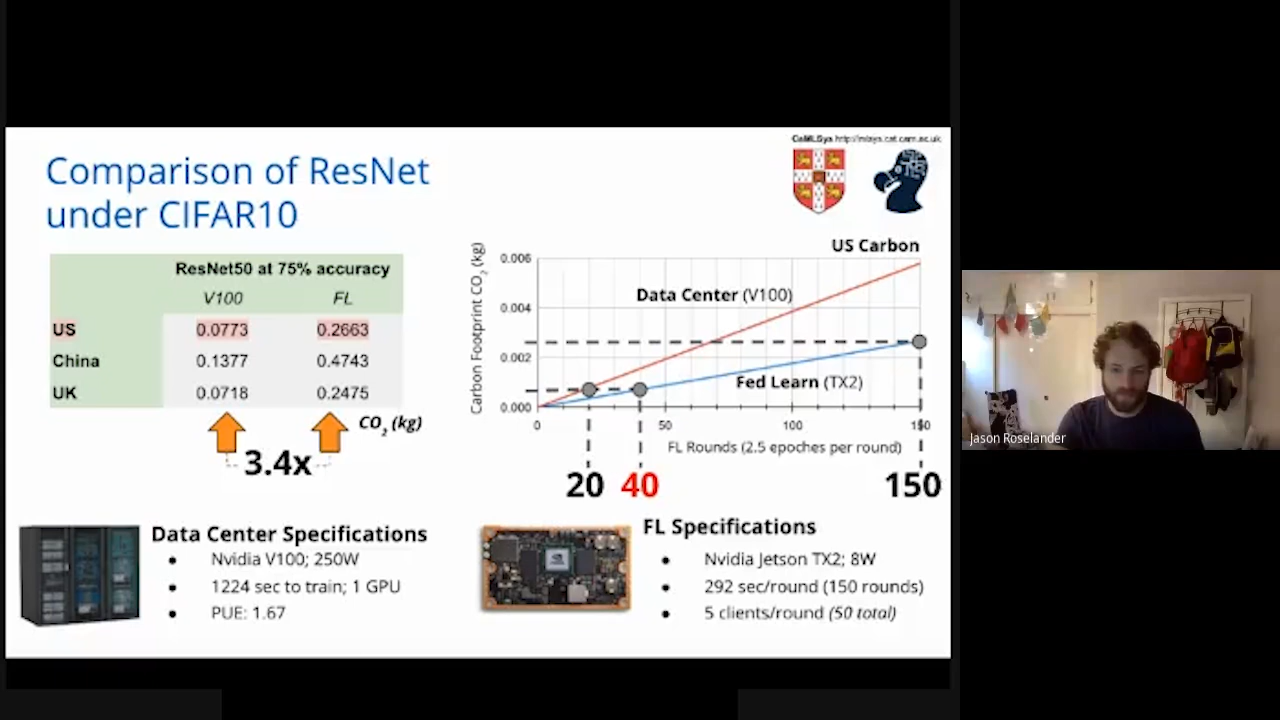 CaMLSys http://mlsys.cst.cam.ac.uk
Comparison of ResNet
under CIFAR10
ResNet50 at 75% accuracy
V100 FL
US 0.0773 0.2663
China 0.1377 0.4743
UK 0.0718 0.2475
CO2 (kg)
3.4x
US Carbon
Carbon Footprint CO2 (kg)
0.006
0.004
0.002
0.000
Data Center (V100)
Fed Learn (TX2)
0 50 100 150
FL Rounds (2.5 epoches per round)
20 40 150
Data Center Specifications
• Nvidia V100; 250W
• 1224 sec to train; 1 GPU
• PUE: 1.67
FL Specifications
• Nvidia Jetson TX2; 8W
• 292 sec/round (150 rounds)
• 5 clients/round (50 total)
Jason Roselander